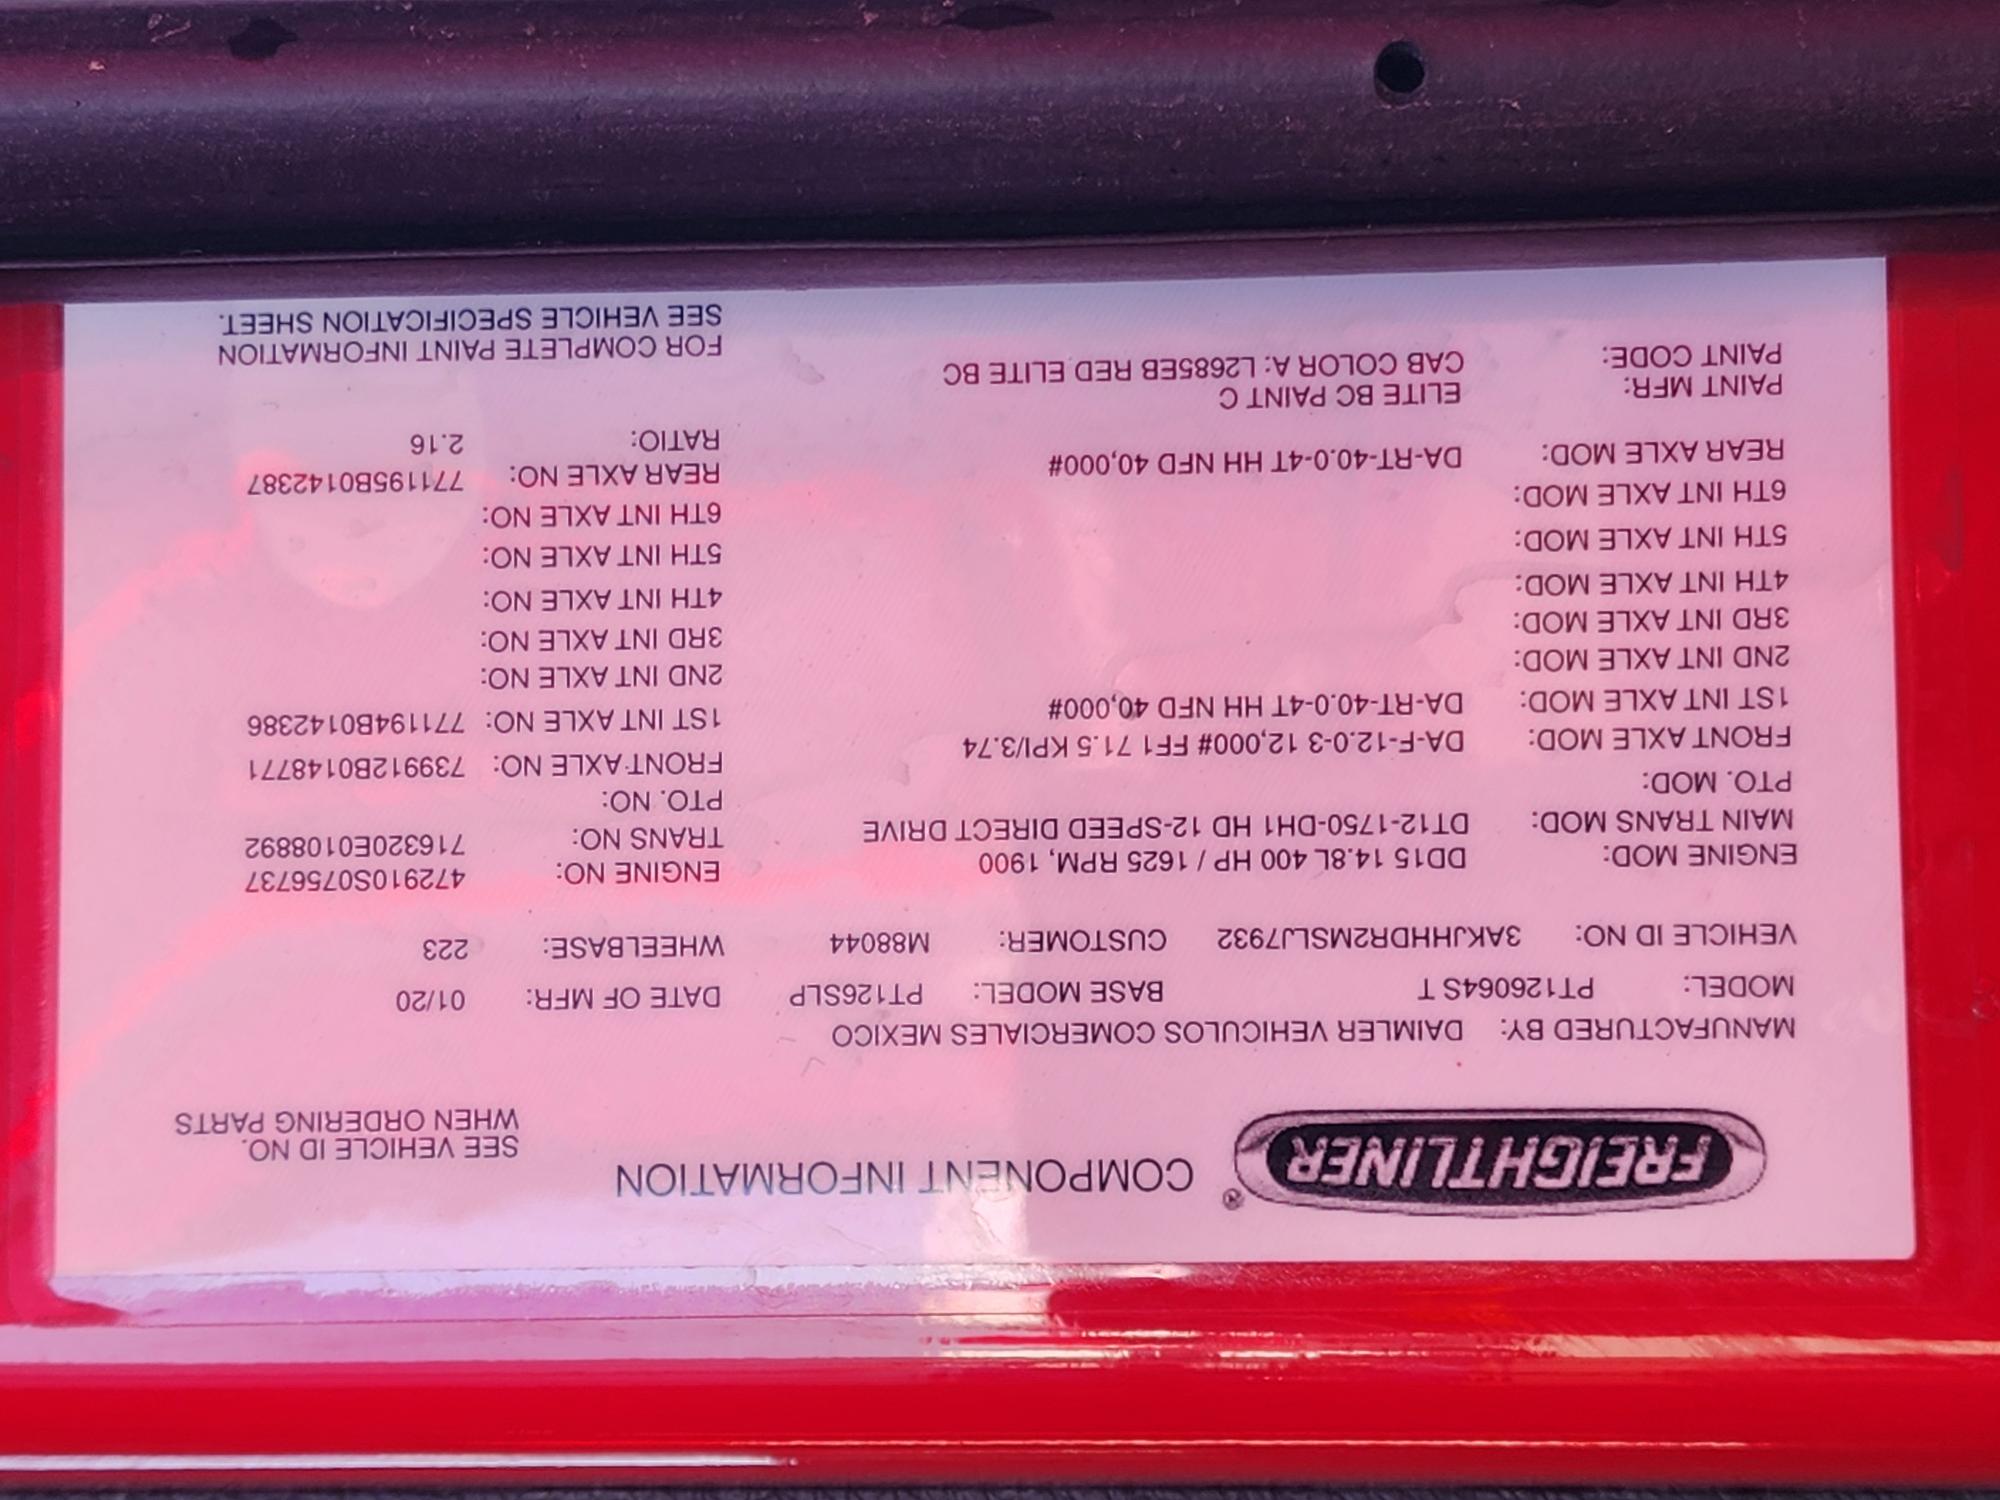 FREIGHTLINER® COMPONENT INFORMATION
SEE VEHICLE ID NO.
WHEN ORDERING PARTS
MANUFACTURED BY: DAIMLER VEHICULOS COMERCIALES MEXICO
MODEL: PT126064S T BASE MODEL: PT126SLP DATE OF MFR: 01/20
VEHICLE ID NO: 3AKJHHDR2MSLJ7932 CUSTOMER: M88044 WHEELBASE: 223
ENGINE MOD: DD15 14.8L 400 HP / 1625 RPM, 1900 ENGINE NO: 472910S0756737
MAIN TRANS MOD: DT12-1750-DH1 HD 12-SPEED DIRECT DRIVE TRANS NO: 716320E0108892
PTO. MOD: PTO. NO:
FRONT AXLE MOD: DA-F-12.0-3 12,000# FF1 71.5 KPI/3.74 FRONT AXLE NO: 739912B0148771
1ST INT AXLE MOD: DA-RT-40.0-4T HH NFD 40,000# 1ST INT AXLE NO: 771194B0142386
2ND INT AXLE MOD: 2ND INT AXLE NO:
3RD INT AXLE MOD: 3RD INT AXLE NO:
4TH INT AXLE MOD: 4TH INT AXLE NO:
5TH INT AXLE MOD: 5TH INT AXLE NO:
6TH INT AXLE MOD: 6TH INT AXLE NO:
REAR AXLE MOD: DA-RT-40.0-4T HH NFD 40,000# REAR AXLE NO: 771195B0142387
RATIO: 2.16
PAINT MFR: ELITE BC PAINT C
PAINT CODE: CAB COLOR A: L2685EB RED ELITE BC
FOR COMPLETE PAINT INFORMATION
SEE VEHICLE SPECIFICATION SHEET.